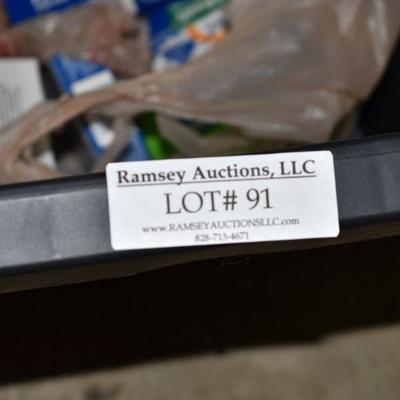 Ramsey Auctions, LLC
LOT# 91
www.RAMSEYAUCTIONSLLC.com
828-713-4671